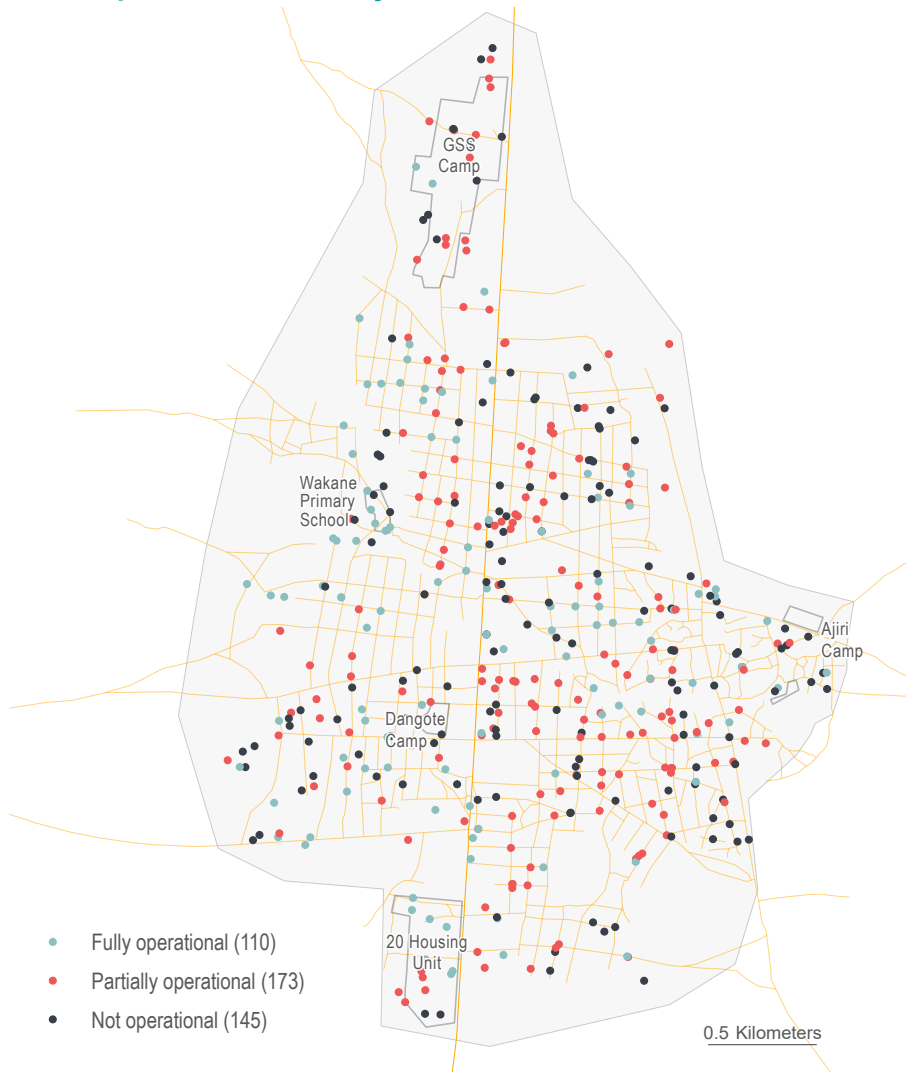 GSS
Camp
Wakane
Primary
School
Ajiri
Camp
Dangote
Camp
20 Housing
Unit
Fully operational (110)
Partially operational (173)
Not operational (145)
0.5 Kilometers